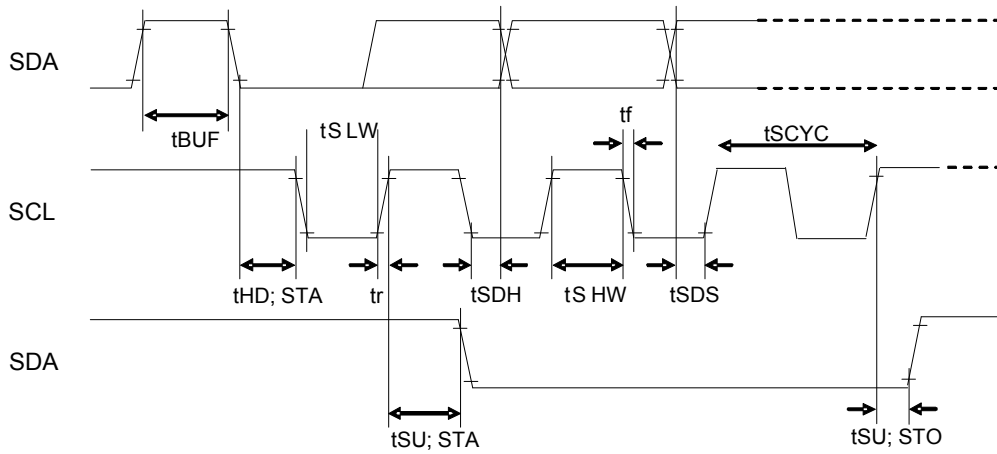 SDA
tBUF
tS LW
tf
tSCYC
SCL
tHD; STA
tr
tSDH
tS HW
tSDS
SDA
tSU; STA
tSU; STO